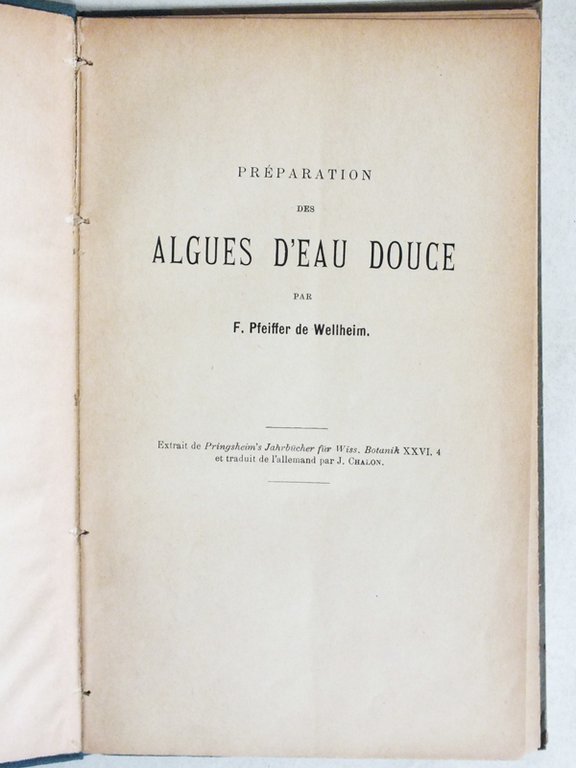 PRÉPARATION
DES
ALGUES D'EAU DOUCE
PAR
F. Pfeiffer de Wellheim.
Extrait de Pringsheim's Jahrbücher für Wiss. Botanik XXVI, 4
et traduit de l'allemand par J. CHALON.